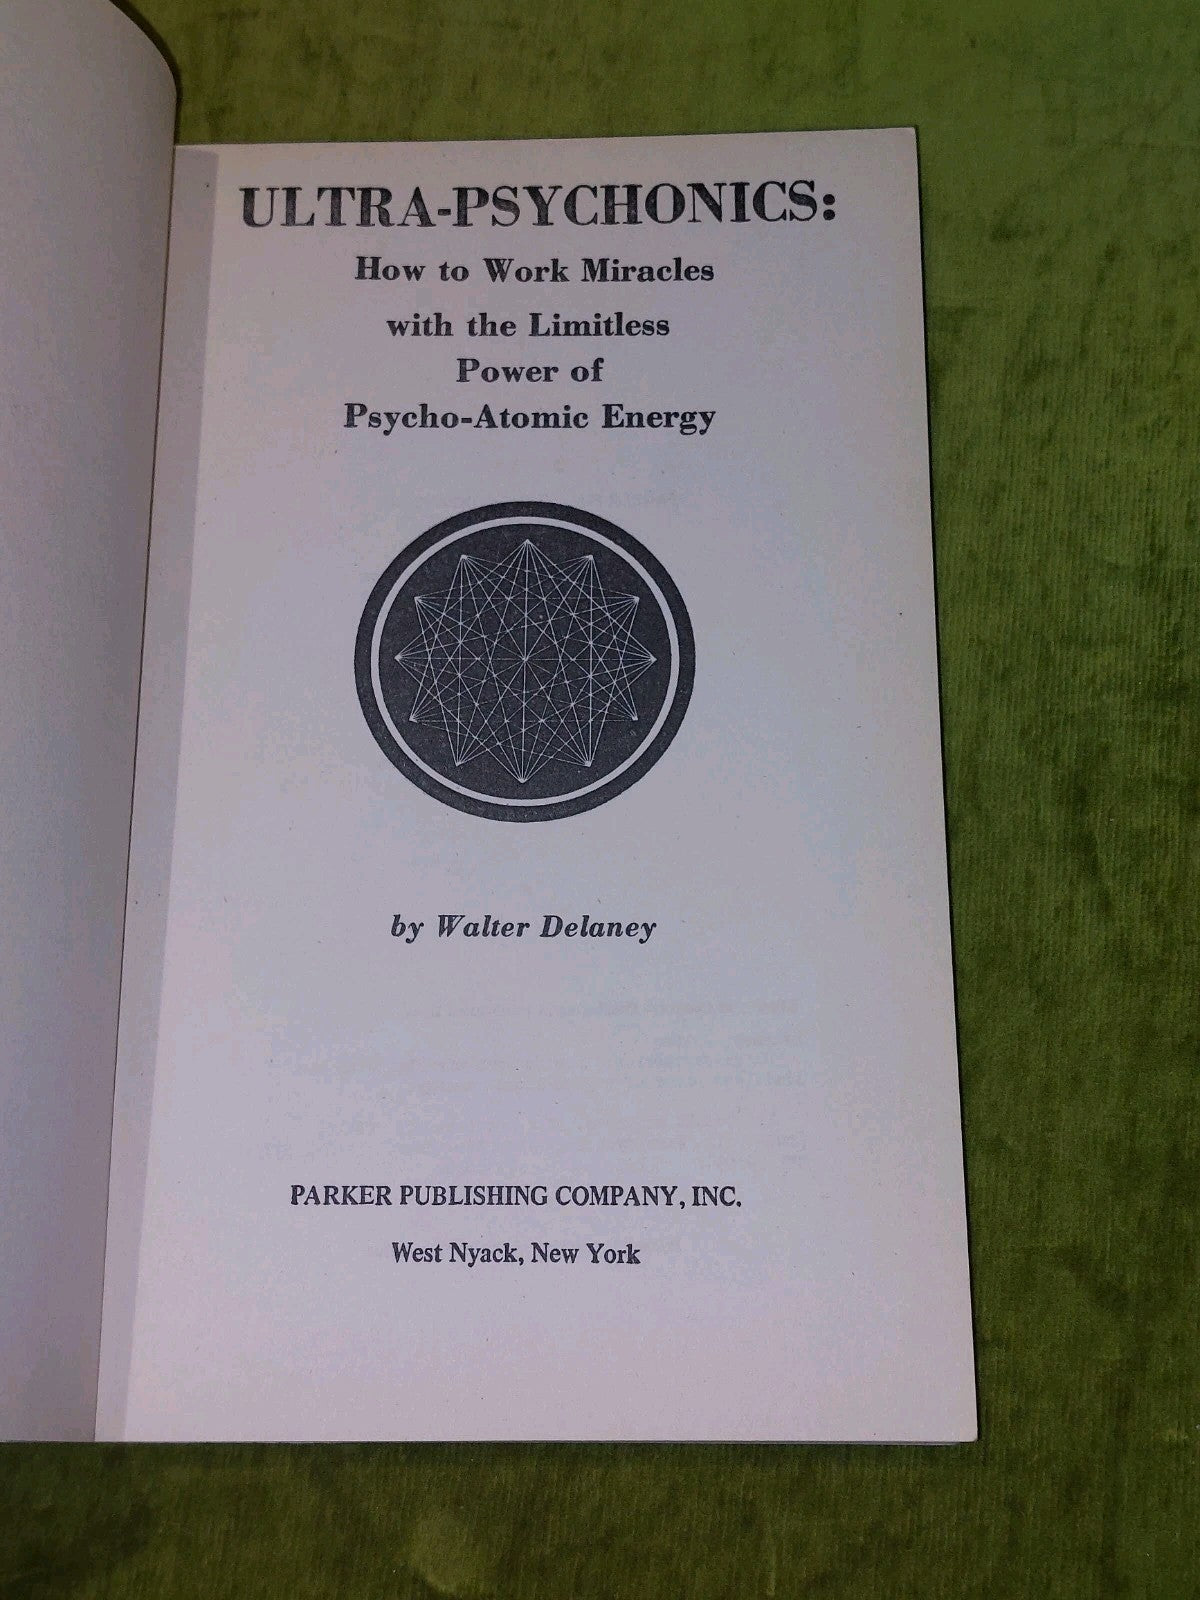 ULTRA-PSYCHONICS:
How to Work Miracles
with the Limitless
Power of
Psycho-Atomic Energy
by Walter Delaney
PARKER PUBLISHING COMPANY, INC.
West Nyack, New York